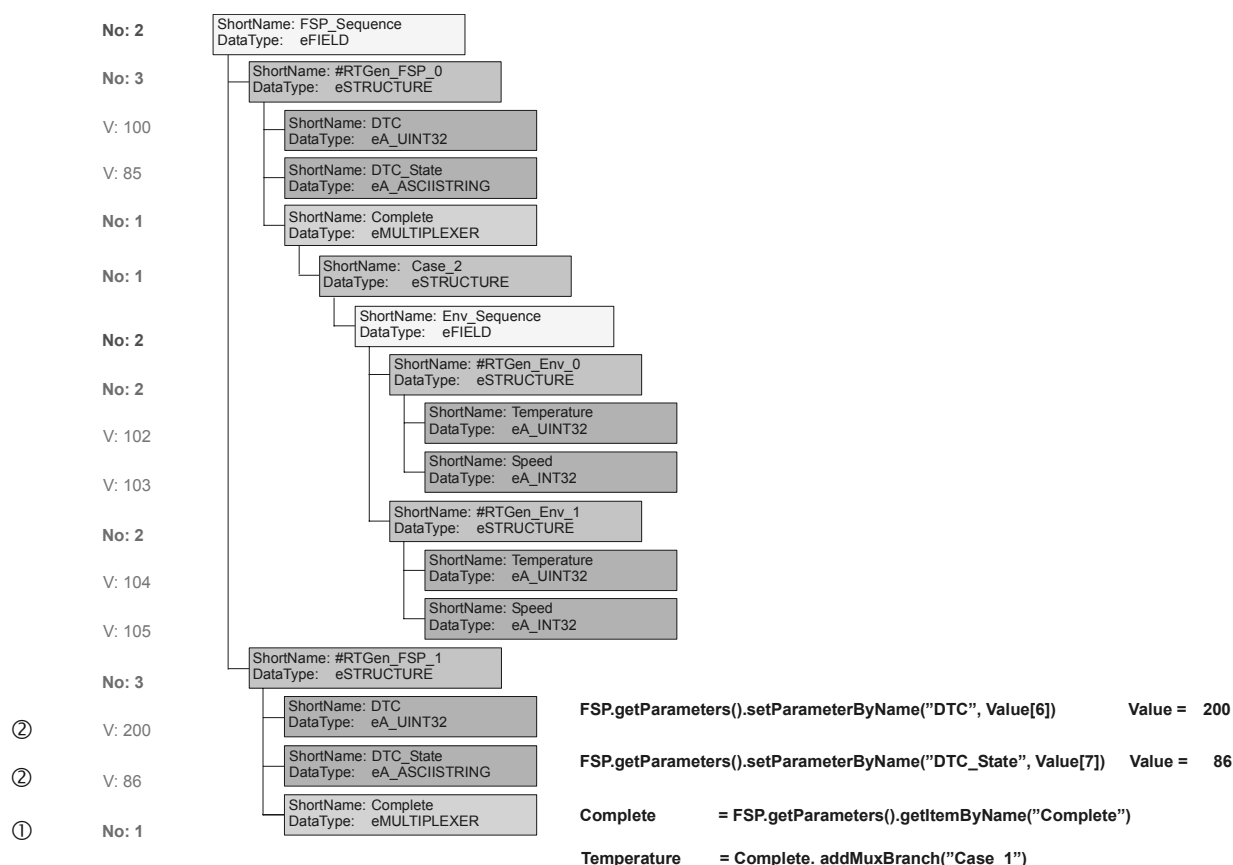 No: 2
ShortName: FSP_Sequence
DataType: eFIELD
No: 3
ShortName: #RTGen_FSP_0
DataType: eSTRUCTURE
V: 100
ShortName: DTC
DataType: eA_UINT32
V: 85
ShortName: DTC_State
DataType: eA_ASCIISTRING
No: 1
ShortName: Complete
DataType: eMULTIPLEXER
No: 1
ShortName: Case_2
DataType: eSTRUCTURE
No: 2
ShortName: Env_Sequence
DataType: eFIELD
No: 2
ShortName: #RTGen_Env_0
DataType: eSTRUCTURE
V: 102
ShortName: Temperature
DataType: eA_UINT32
V: 103
ShortName: Speed
DataType: eA_INT32
No: 2
ShortName: #RTGen_Env_1
DataType: eSTRUCTURE
V: 104
ShortName: Temperature
DataType: eA_UINT32
V: 105
ShortName: Speed
DataType: eA_INT32
No: 3
ShortName: #RTGen_FSP_1
DataType: eSTRUCTURE
② V: 200
ShortName: DTC
DataType: eA_UINT32
FSP.getParameters().setParameterByName(”DTC”, Value[6]) Value = 200
② V: 86
ShortName: DTC_State
DataType: eA_ASCIISTRING
FSP.getParameters().setParameterByName(”DTC_State”, Value[7]) Value = 86
① No: 1
ShortName: Complete
DataType: eMULTIPLEXER
Complete = FSP.getParameters().getItemByName(”Complete”)
Temperature = Complete. addMuxBranch(”Case_1”)